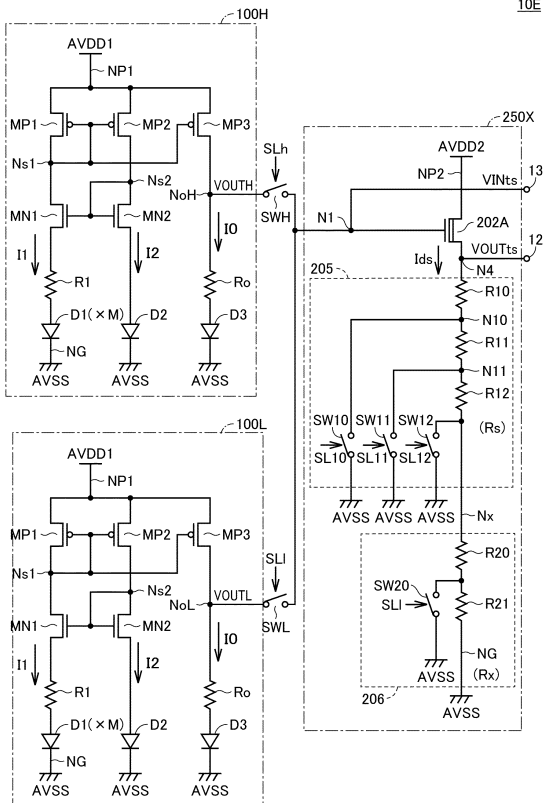 10E
100H
AVDD1
NP1
MP1
MP2
MP3
Ns1
Ns2
NoH
VOUTH
SLh
SWH
MN1
MN2
I1
I2
I0
R1
Ro
D1(×M)
D2
D3
NG
AVSS
AVSS
AVSS
250X
AVDD2
NP2
13
VINts
N1
202A
VOUTts
12
Ids
N4
205
R10
N10
R11
N11
R12
SW10
SW11
SW12
(Rs)
SL10
SL11
SL12
AVSS
AVSS
AVSS
Nx
R20
SW20
SLl
R21
NG
AVSS
(Rx)
206
AVSS
100L
AVDD1
NP1
MP1
MP2
MP3
Ns1
Ns2
NoL
VOUTL
SLl
SWL
MN1
MN2
I1
I2
I0
R1
Ro
D1(×M)
D2
D3
NG
AVSS
AVSS
AVSS